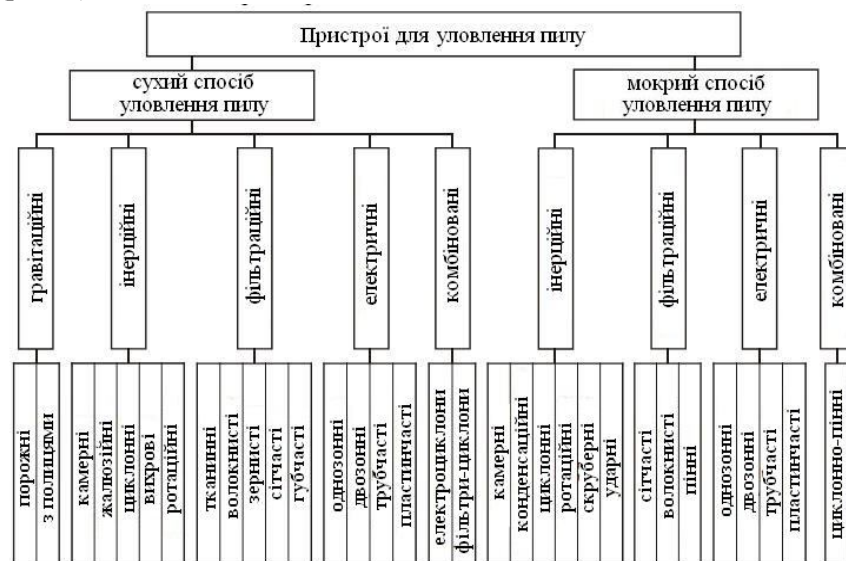 Пристрої для уловлення пилу
сухий спосіб
уловлення пилу
мокрий спосіб
уловлення пилу
гравітаційні
інерційні
фільтраційні
електричні
комбіновані
інерційні
фільтраційні
електричні
комбіновані
порожні
з полицями
камерні
жалюзійні
циклонні
вихрові
ротаційні
тканинні
волокнисті
зернисті
сітчасті
губчасті
однозонні
двозонні
трубчасті
пластинчасті
електроциклони
фільтри-циклони
камерні
конденсаційні
циклонні
ротаційні
скруберні
ударні
сітчасті
волокнисті
пінні
однозонні
двозонні
трубчасті
пластинчасті
циклонно-пінні